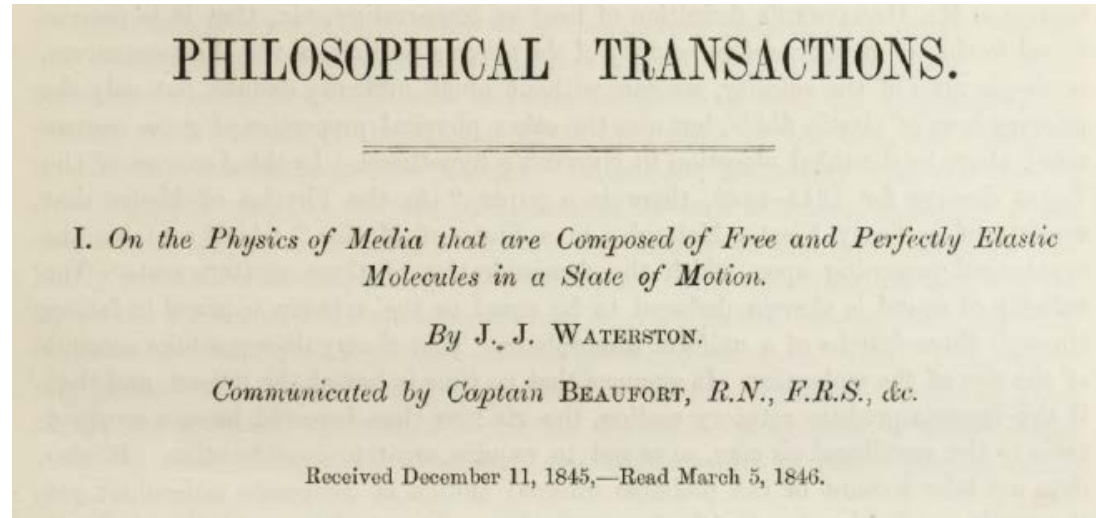 PHILOSOPHICAL TRANSACTIONS.
I. On the Physics of Media that are Composed of Free and Perfectly Elastic
Molecules in a State of Motion.
By J. J. WATERSTON.
Communicated by Captain BEAUFORT, R.N., F.R.S., &c.
Received December 11, 1845,—Read March 5, 1846.